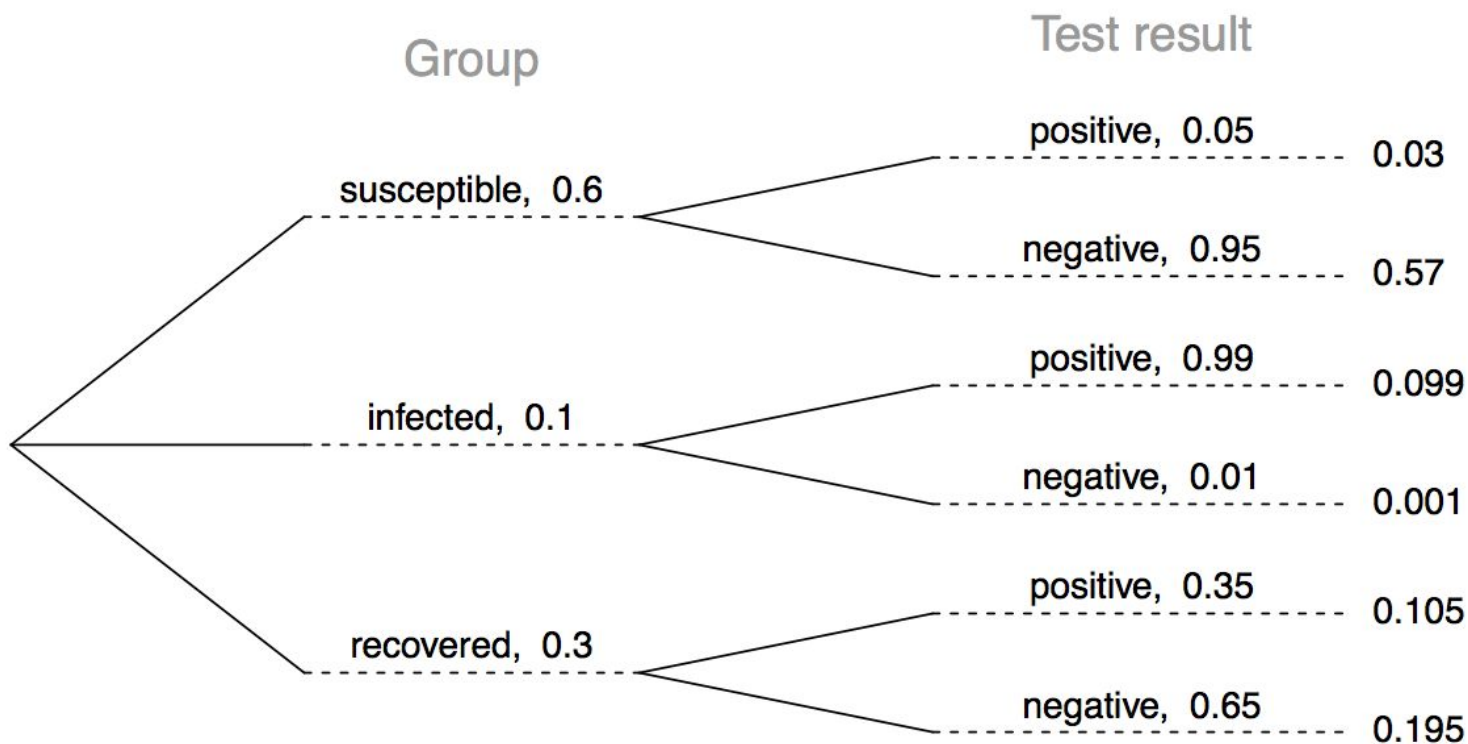 Group
Test result
susceptible, 0.6
positive, 0.05
0.03
negative, 0.95
0.57
infected, 0.1
positive, 0.99
0.099
negative, 0.01
0.001
recovered, 0.3
positive, 0.35
0.105
negative, 0.65
0.195